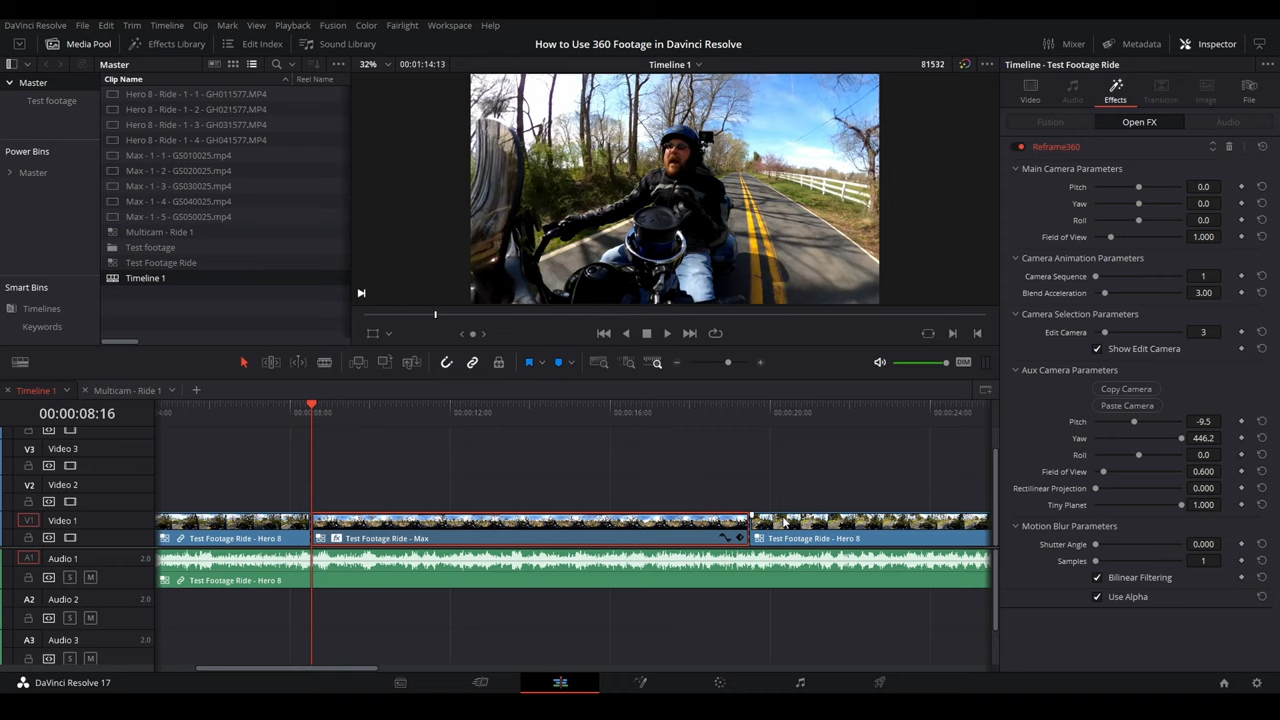 DaVinci Resolve File Edit Trim Timeline Clip Mark View Playback Fusion Color Fairlight Workspace Help
Media Pool Effects Library Edit Index Sound Library How to Use 360 Footage in Davinci Resolve Mixer Metadata Inspector
Master 32% 00:01:14:13 Timeline 1 81532 Timeline - Test Footage Ride
Master
Test footage
Power Bins
Master
Smart Bins
Timelines
Keywords
Clip Name Reel Name
Hero 8 - Ride - 1 - 1 - GH011577.MP4
Hero 8 - Ride - 1 - 2 - GH021577.MP4
Hero 8 - Ride - 1 - 3 - GH031577.MP4
Hero 8 - Ride - 1 - 4 - GH041577.MP4
Max - 1 - 1 - GS010025.mp4
Max - 1 - 2 - GS020025.mp4
Max - 1 - 3 - GS030025.mp4
Max - 1 - 4 - GS040025.mp4
Max - 1 - 5 - GS050025.mp4
Multicam - Ride 1
Test footage
Test Footage Ride
Timeline 1
Video Audio Effects Transition Image File
Fusion Open FX Audio
Reframe360
Main Camera Parameters
Pitch 0.0
Yaw 0.0
Roll 0.0
Field of View 1.000
Camera Animation Parameters
Camera Sequence 1
Blend Acceleration 3.00
Camera Selection Parameters
Edit Camera 3
Show Edit Camera
Aux Camera Parameters
Copy Camera
Paste Camera
Pitch -9.5
Yaw 446.2
Roll 0.0
Field of View 0.600
Rectilinear Projection 0.000
Tiny Planet 1.000
Motion Blur Parameters
Shutter Angle 0.000
Samples 1
Bilinear Filtering
Use Alpha
DIM
Timeline 1 Multicam - Ride 1
00:00:08:16 4:00 00:00:08:00 00:00:12:00 00:00:16:00 00:00:20:00 00:00:24:00
V3 Video 3
V2 Video 2
V1 Video 1
Test Footage Ride - Hero 8 fx Test Footage Ride - Max Test Footage Ride - Hero 8
A1 Audio 1
S M 2.0 Test Footage Ride - Hero 8
A2 Audio 2 2.0
S M
A3 Audio 3 2.0
S M
DaVinci Resolve 17